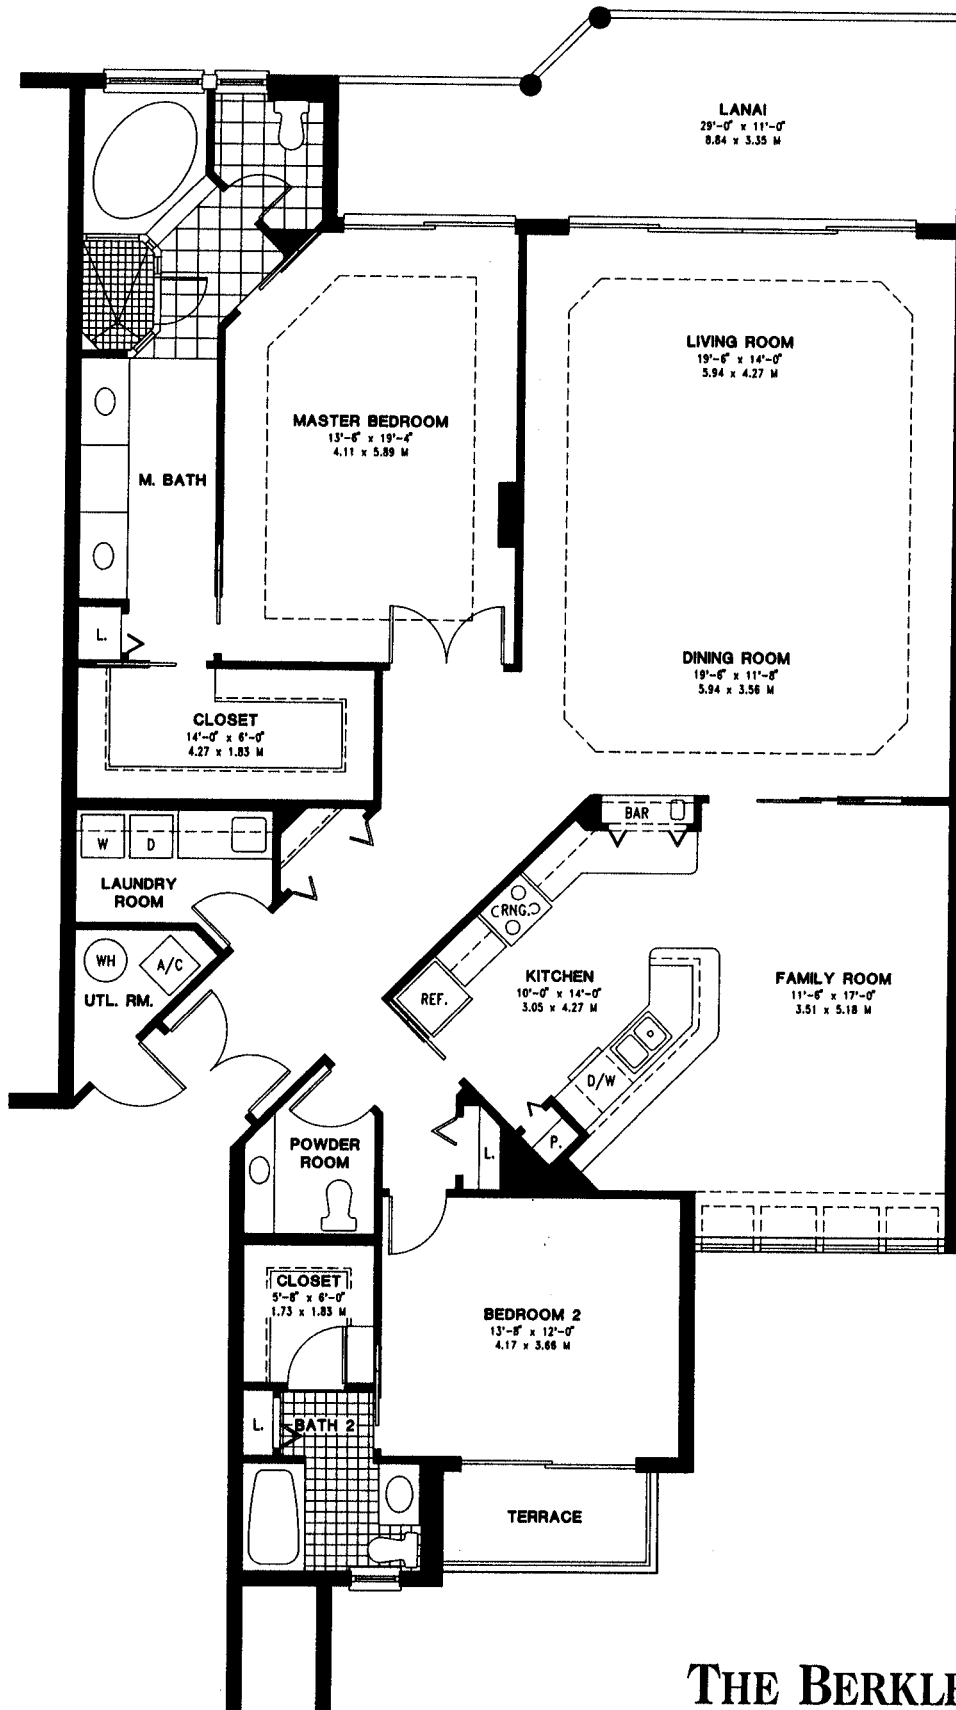 LANAI
29'-0" x 11'-0"
8.84 x 3.35 M
LIVING ROOM
19'-6" x 14'-0"
5.94 x 4.27 M
MASTER BEDROOM
13'-6" x 19'-4"
4.11 x 5.89 M
M. BATH
L.
DINING ROOM
19'-6" x 11'-8"
5.94 x 3.56 M
CLOSET
14'-0" x 6'-0"
4.27 x 1.83 M
BAR
W
D
LAUNDRY
ROOM
RNG.
WH
A/C
UTL. RM.
REF.
KITCHEN
10'-0" x 14'-0"
3.05 x 4.27 M
FAMILY ROOM
11'-6" x 17'-0"
3.51 x 5.18 M
D/W
P.
L.
POWDER
ROOM
CLOSET
5'-8" x 6'-0"
1.73 x 1.83 M
BEDROOM 2
13'-8" x 12'-0"
4.17 x 3.66 M
L.
BATH 2
TERRACE
THE BERKLE